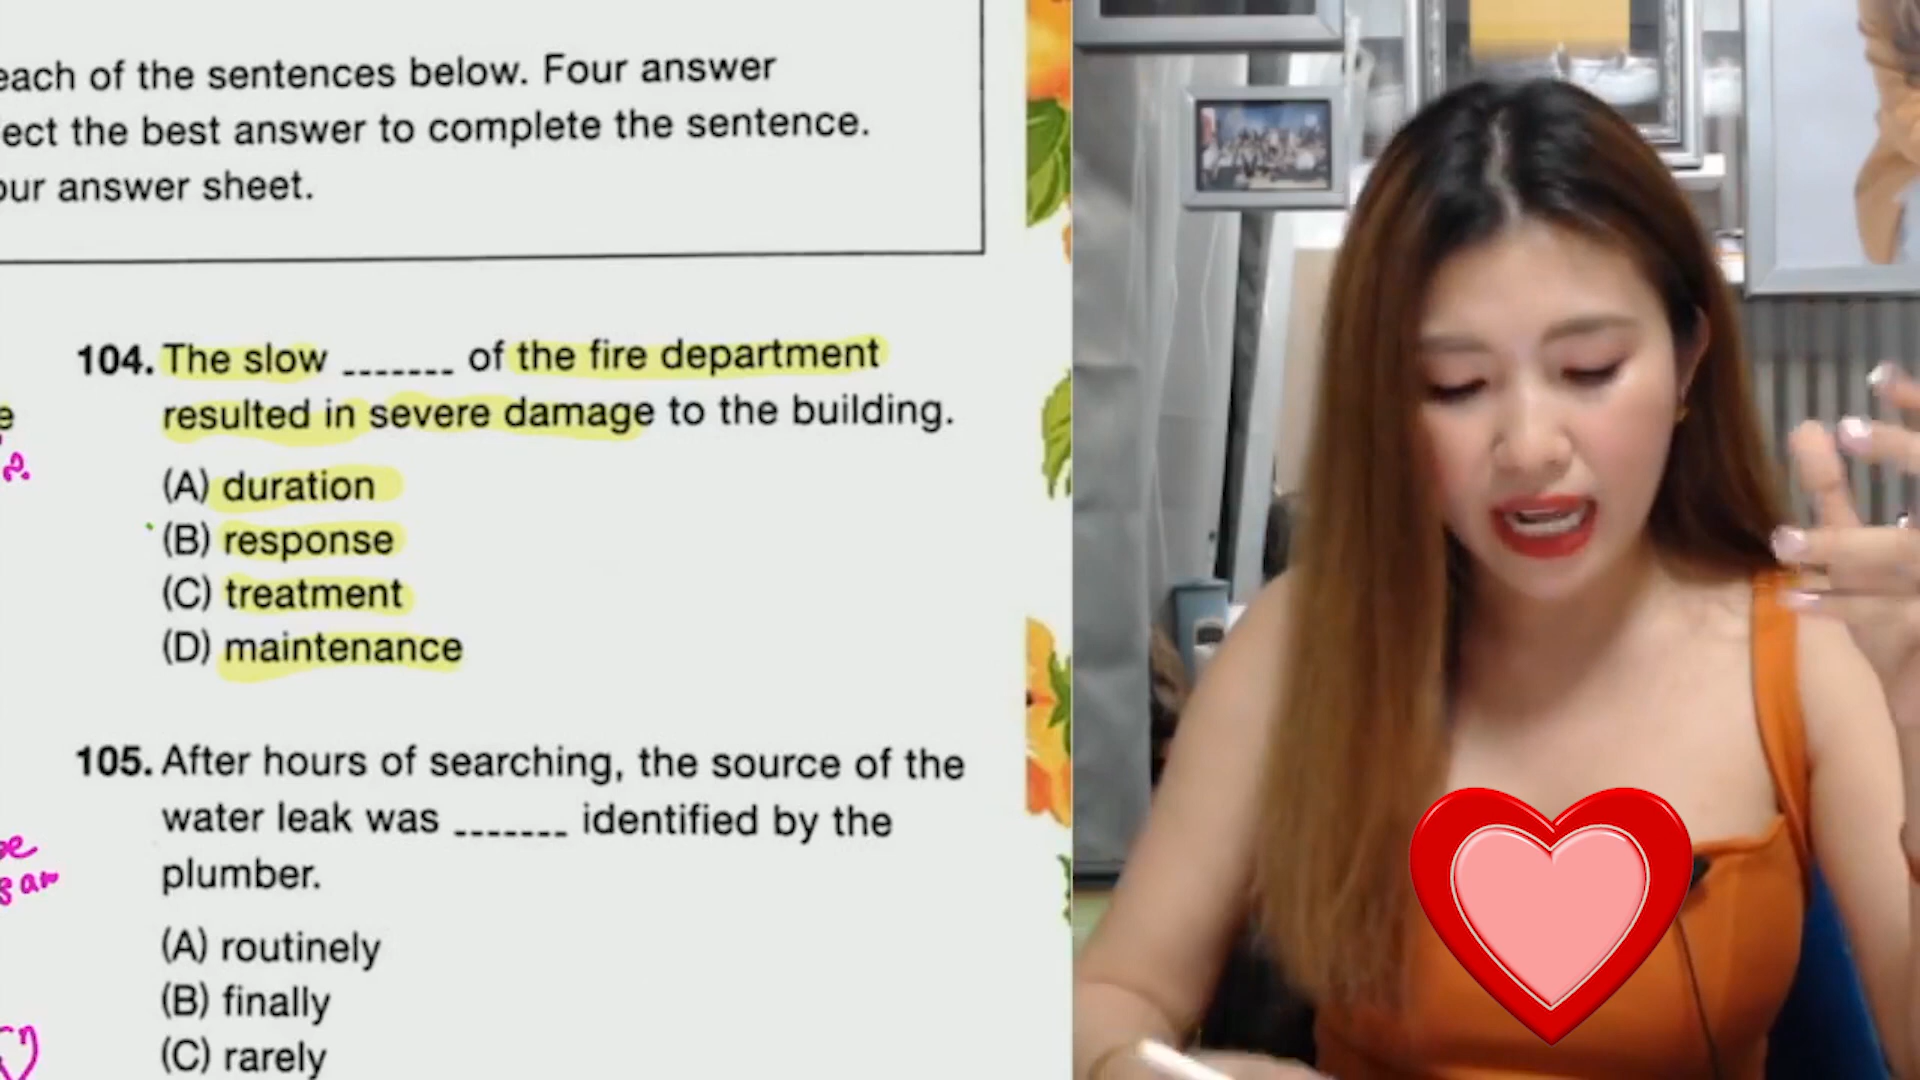 each of the sentences below. Four answer
ect the best answer to complete the sentence.
our answer sheet.
104. The slow _______ of the fire department
resulted in severe damage to the building.
(A) duration
(B) response
(C) treatment
(D) maintenance
105. After hours of searching, the source of the
water leak was _______ identified by the
plumber.
(A) routinely
(B) finally
(C) rarely